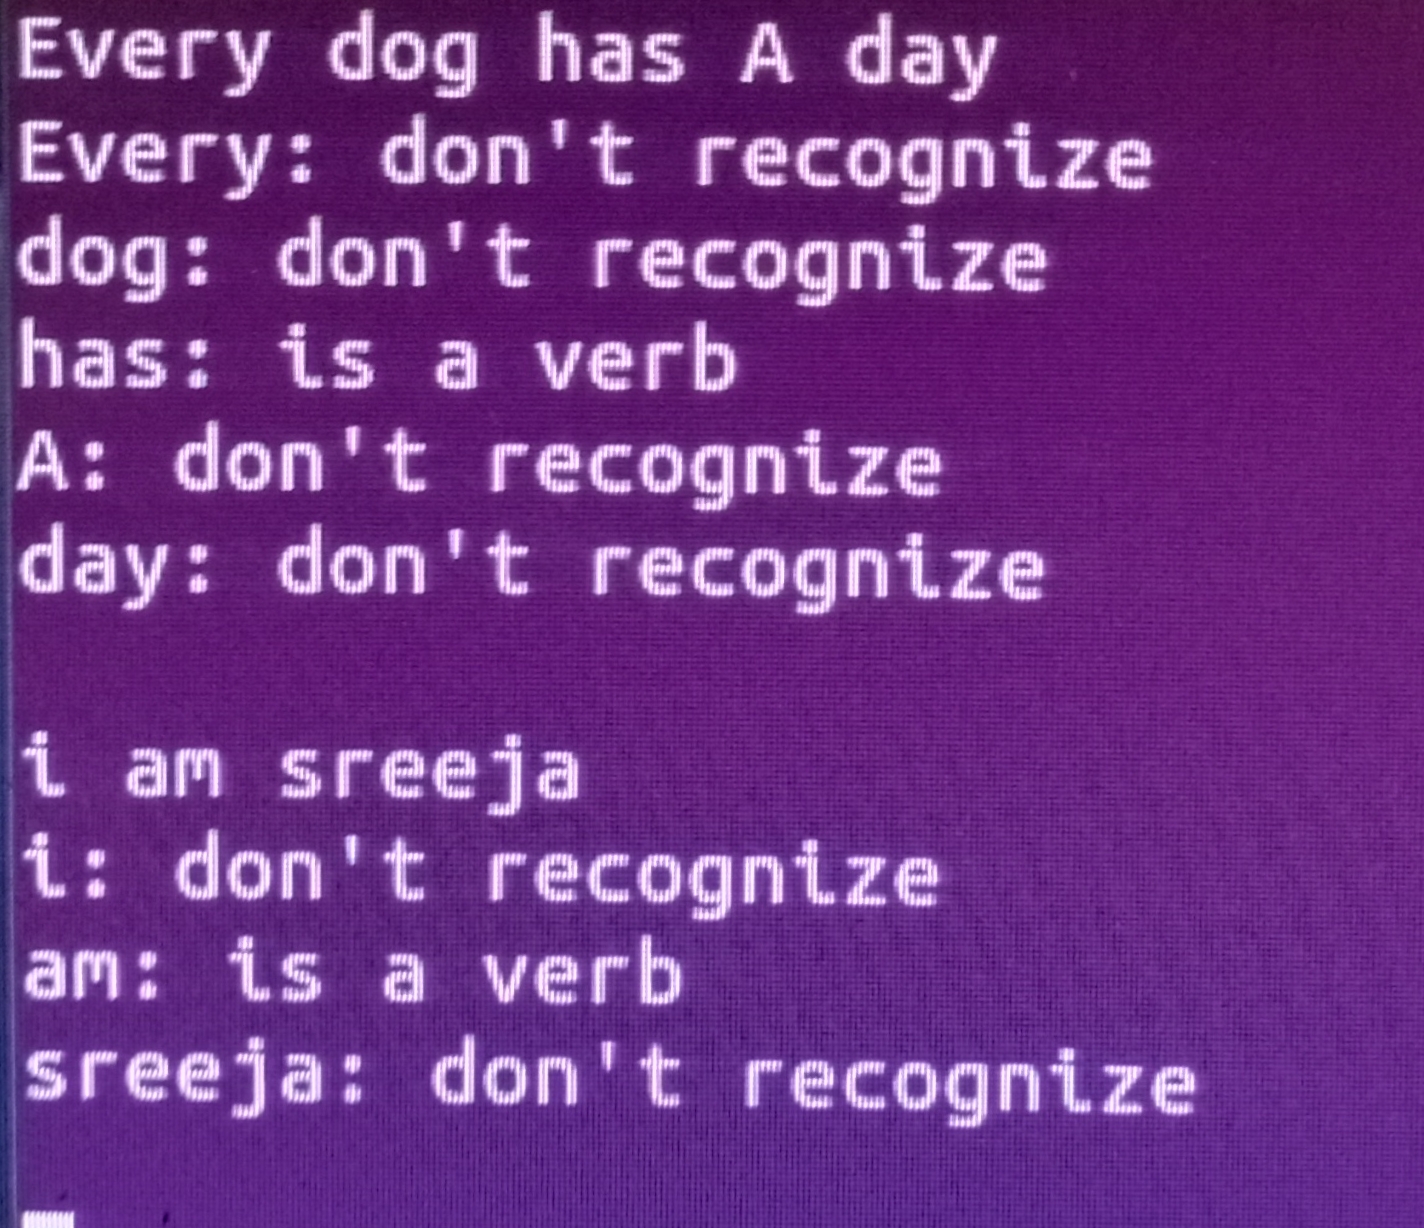 Every dog has A day
Every: don't recognize
dog: don't recognize
has: is a verb
A: don't recognize
day: don't recognize
i am sreeja
i: don't recognize
am: is a verb
sreeja: don't recognize